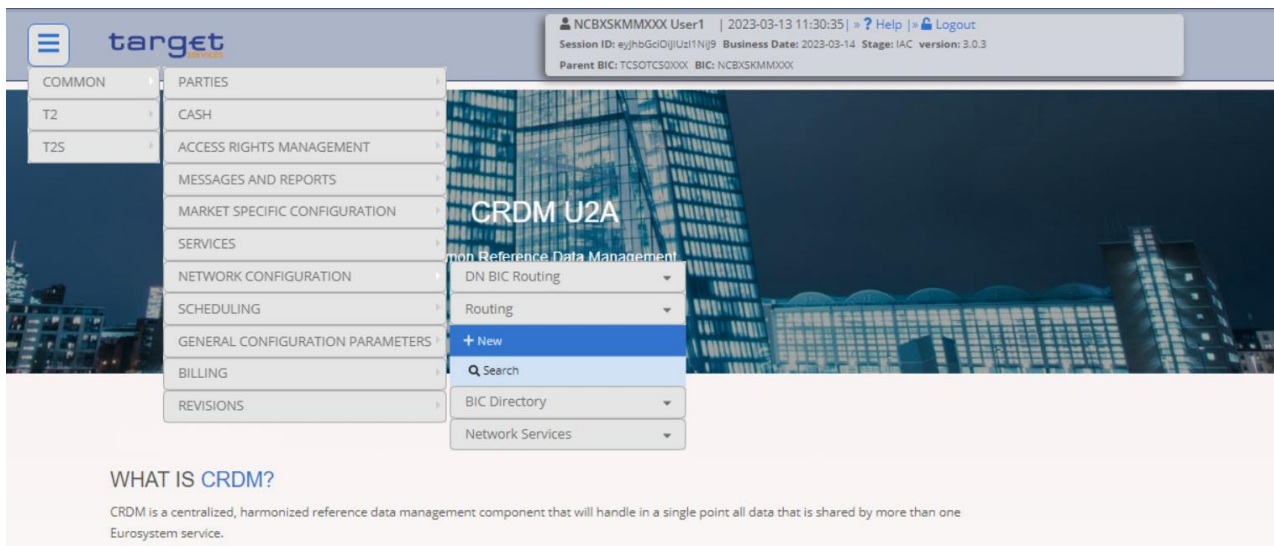 NCBXSKMMXXX User1 | 2023-03-13 11:30:35| » ? Help |» Logout
Session ID: eyJhbGciOiJIUzI1NiJ9 Business Date: 2023-03-14 Stage: IAC version: 3.0.3
Parent BIC: TCSOTCS0XXX BIC: NCBXSKMMXXX
target
services
COMMON
T2
T2S
PARTIES
CASH
ACCESS RIGHTS MANAGEMENT
MESSAGES AND REPORTS
MARKET SPECIFIC CONFIGURATION
SERVICES
NETWORK CONFIGURATION
SCHEDULING
GENERAL CONFIGURATION PARAMETERS
BILLING
REVISIONS
CRDM U2A
mon Reference Data Management
DN BIC Routing
Routing
+ New
Search
BIC Directory
Network Services
WHAT IS CRDM?
CRDM is a centralized, harmonized reference data management component that will handle in a single point all data that is shared by more than one
Eurosystem service.